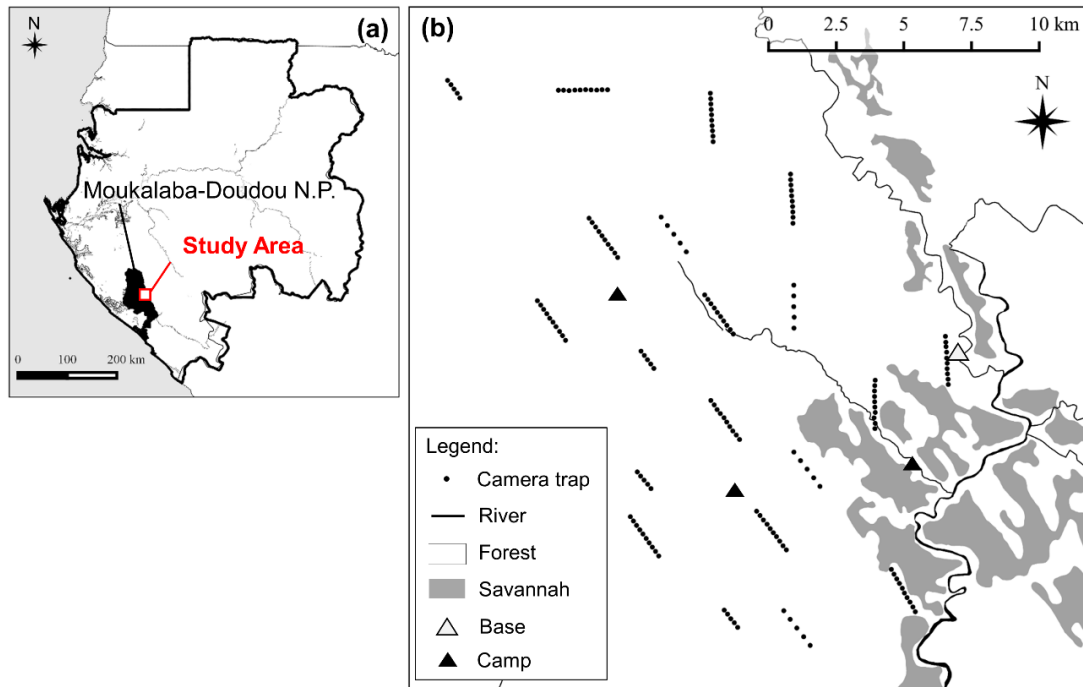 N
(a)
Moukalaba-Doudou N.P.
Study Area
0 100 200 km
(b)
0 2.5 5 7.5 10 km
N
Legend:
Camera trap
River
Forest
Savannah
Base
Camp